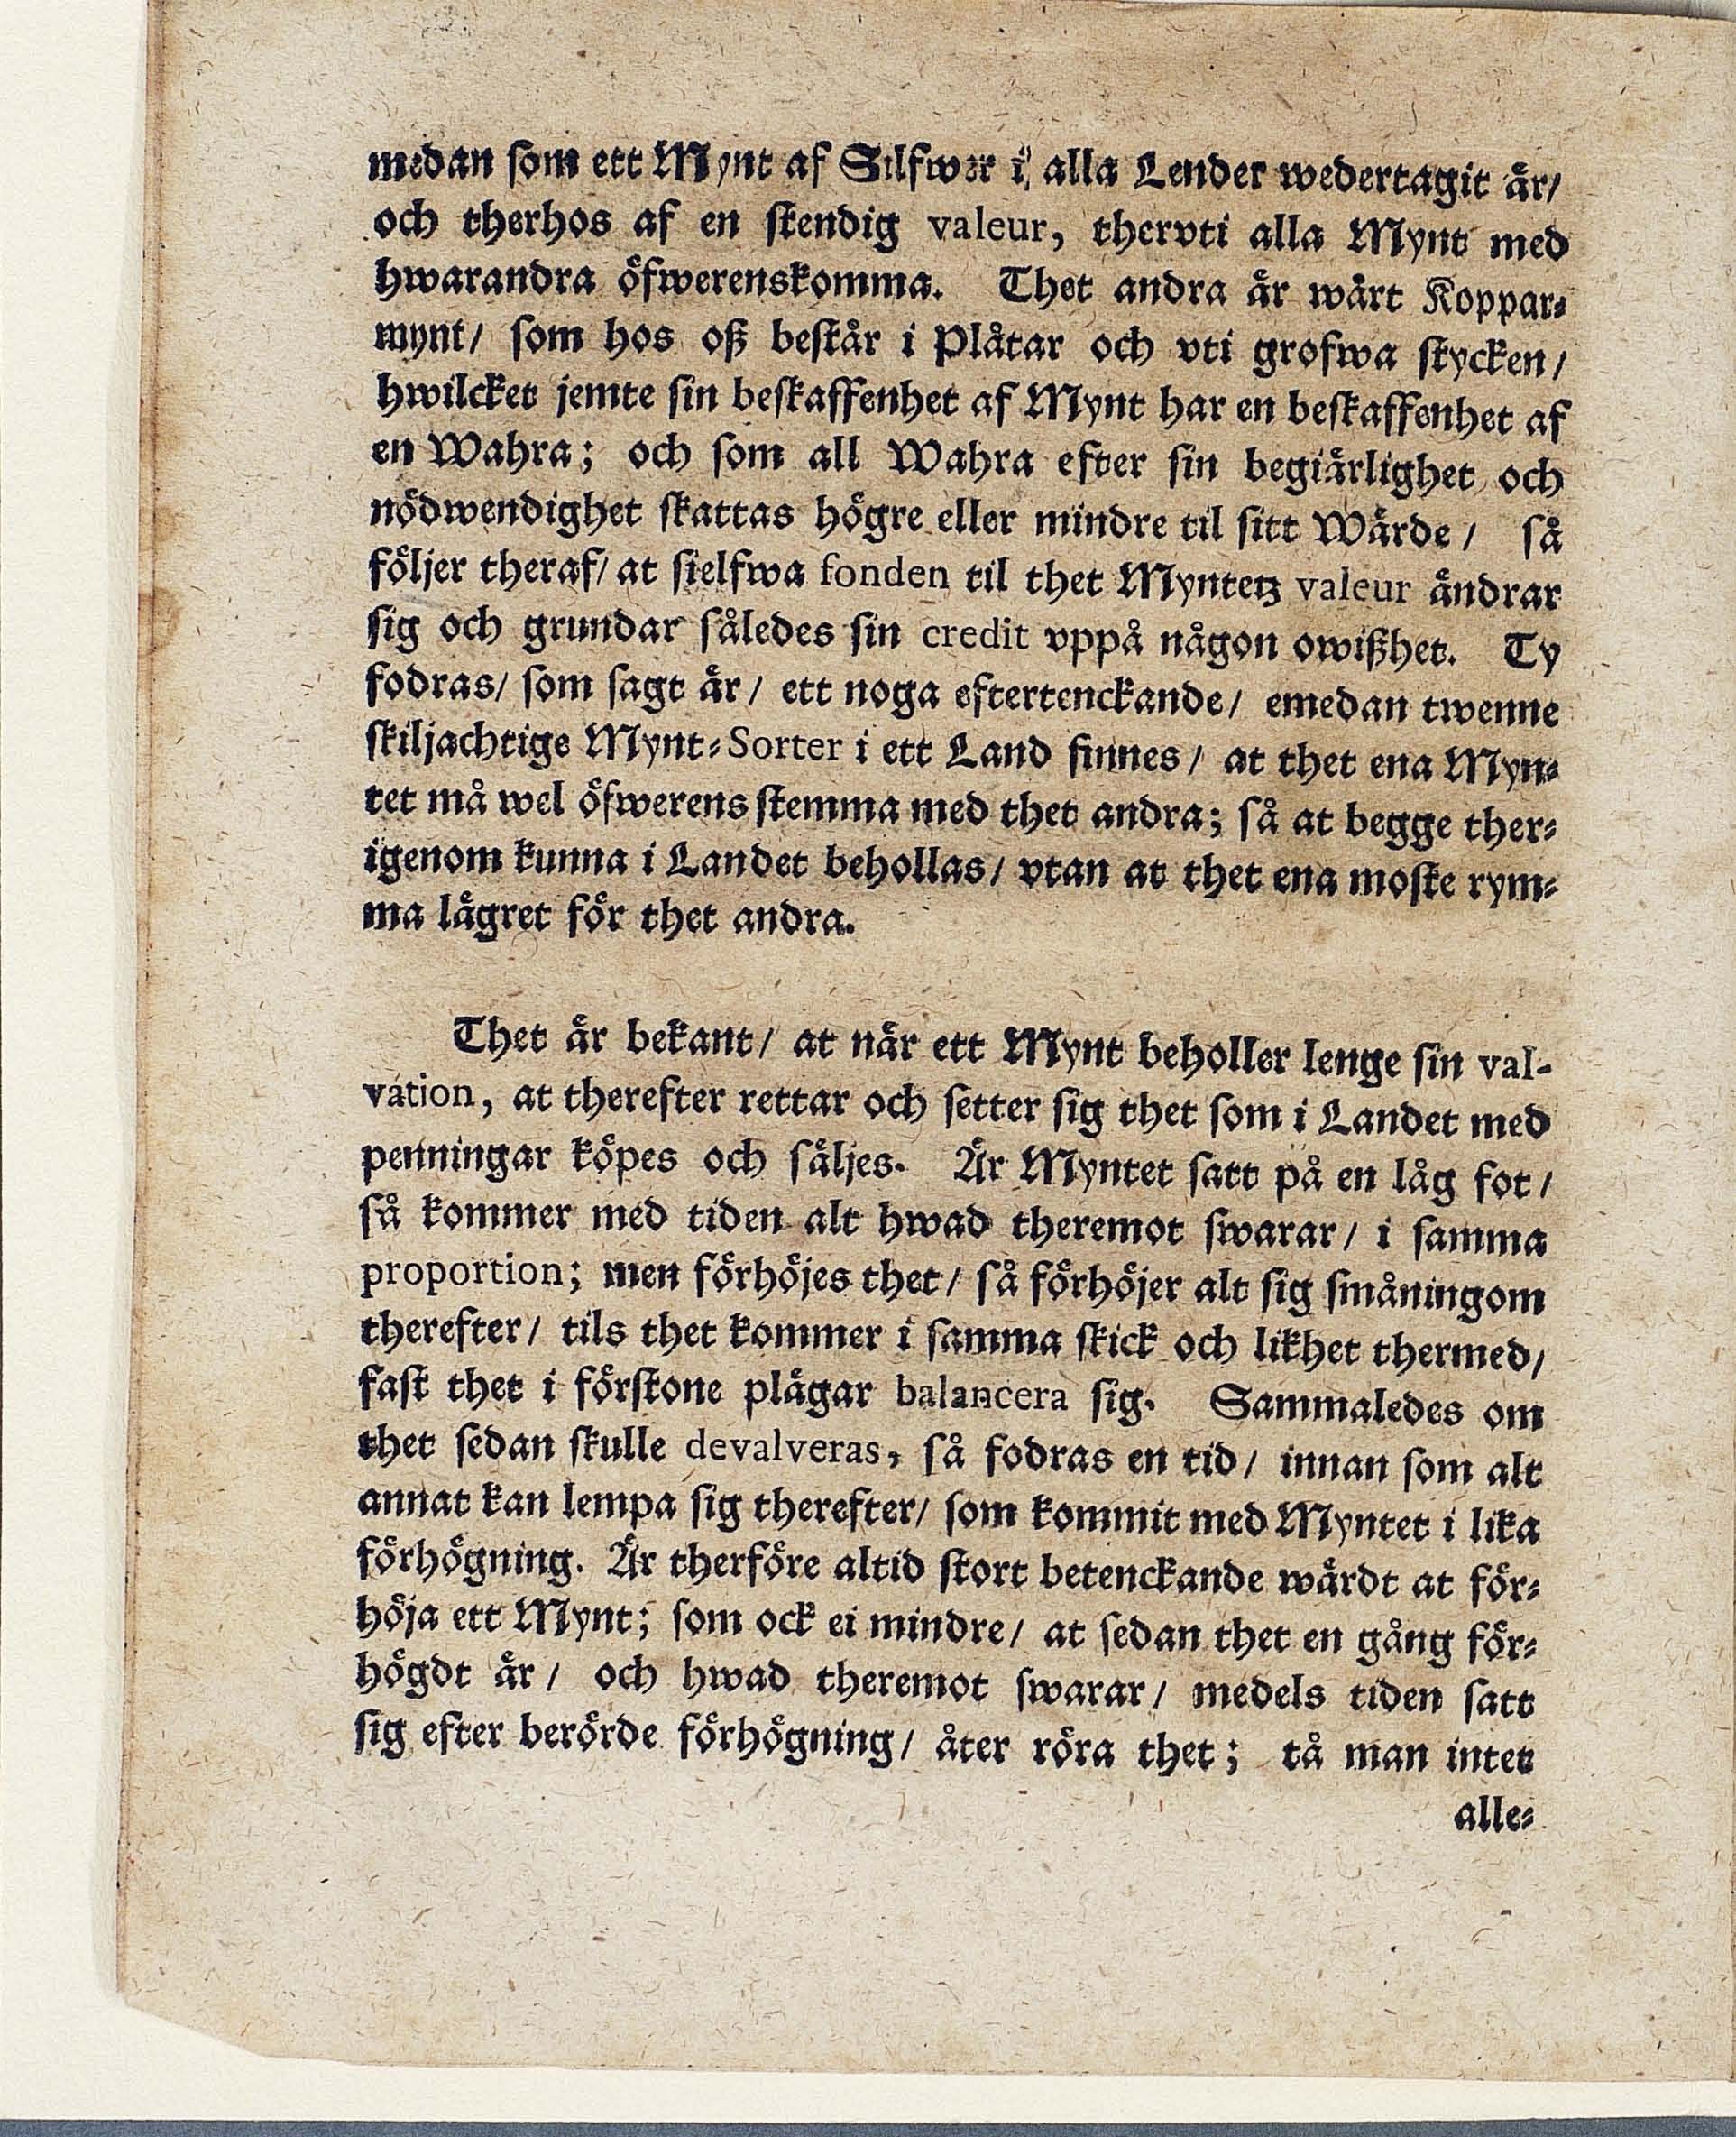 medan som ett Mynt af Silfwer i alla Lender wedertagit är/
och therhos af en stendig valeur, thervti alla Mynt med
hwarandra öfwerenskomma. Thet andra är wårt Koppar-
mynt/ som hos oß består i Plåtar och vti grofwa stycken/
hwilcket jemte sin beskaffenhet af Mynt har en beskaffenhet af
en Wahra; och som all Wahra efter sin begiärlighet och
nödwendighet skattas högre eller mindre til sitt Wärde/ så
följer theraf/ at sielfwa fonden til thet Myntetz valeur ändrar
sig och grundar således sin credit vppå någon owißhet. Ty
fodras/ som sagt är/ ett noga eftertenckande/ emedan twenne
skiljachtige Mynt-Sorter i ett Land finnes/ at thet ena Myn-
tet må wel öfwerens stemma med thet andra; så at begge ther-
igenom kunna i Landet behollas/ vtan at thet ena moste rym-
ma lägret för thet andra.
Thet är bekant/ at när ett Mynt beholler lenge sin val-
vation, at therefter rettar och setter sig thet som i Landet med
penningar köpes och säljes. Är Myntet satt på en låg fot/
så kommer med tiden alt hwad theremot swarar/ i samma
proportion; men förhöjes thet/ så förhöjer alt sig småningom
therefter/ tils thet kommer i samma skick och likhet thermed/
fast thet i förstone plägar balancera sig. Sammaledes om
thet sedan skulle devalveras, så fodras en tid/ innan som alt
annat kan lempa sig therefter/ som kommit med Myntet i lika
förhögning. Är therföre altid stort betenckande wärdt at för-
höja ett Mynt; som ock ei mindre/ at sedan thet en gång för-
högdt är/ och hwad theremot swarar/ medels tiden satt
sig efter berörde förhögning/ åter röra thet; tå man intet
alle-